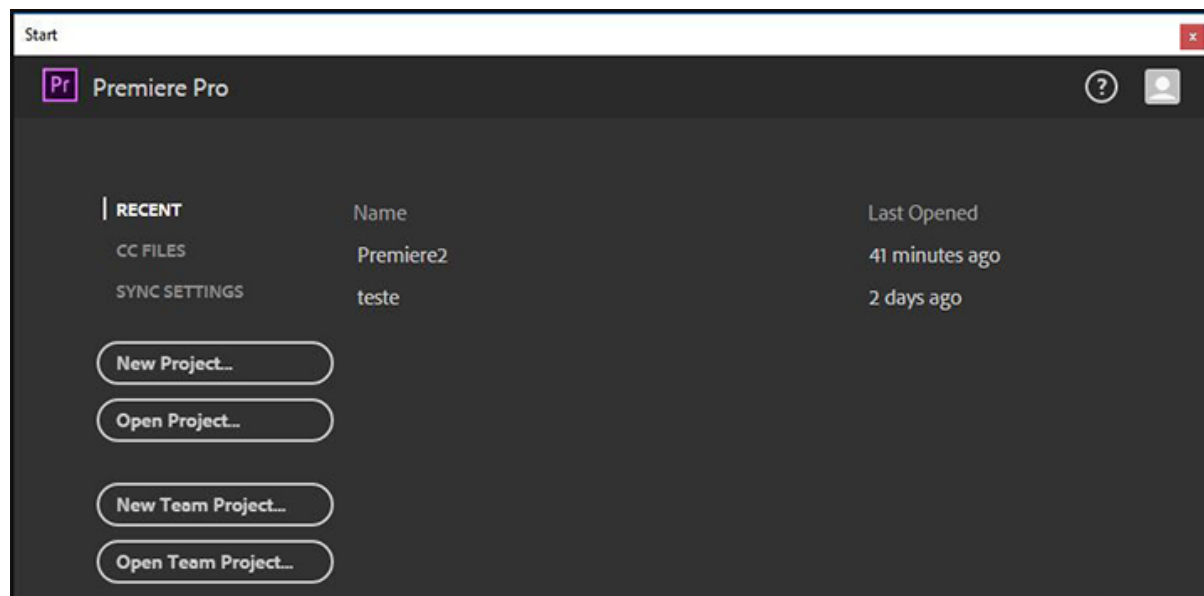 Start
x
Pr Premiere Pro
?
RECENT Name Last Opened
CC FILES Premiere2 41 minutes ago
SYNC SETTINGS teste 2 days ago
New Project...
Open Project...
New Team Project...
Open Team Project...